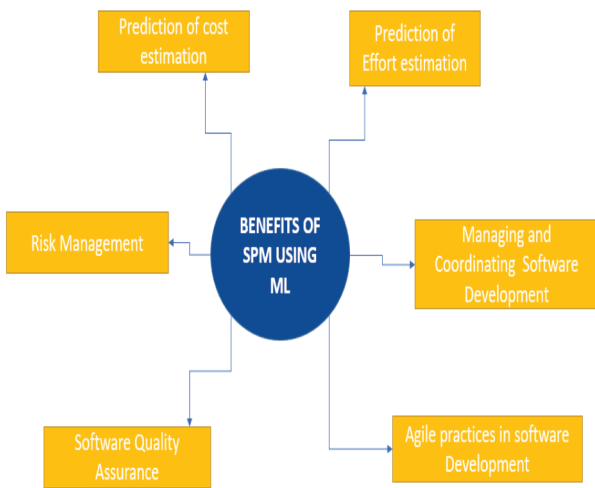 Prediction of cost
estimation
Prediction of
Effort estimation
BENEFITS OF
SPM USING
ML
Risk Management
Managing and
Coordinating Software
Development
Software Quality
Assurance
Agile practices in software
Development